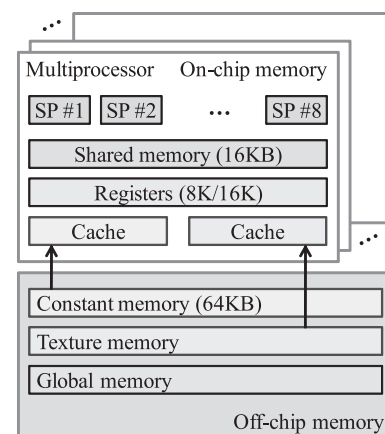 Multiprocessor On-chip memory
SP #1 SP #2 ... SP #8
Shared memory (16KB)
Registers (8K/16K)
Cache Cache
...
Constant memory (64KB)
Texture memory
Global memory
Off-chip memory